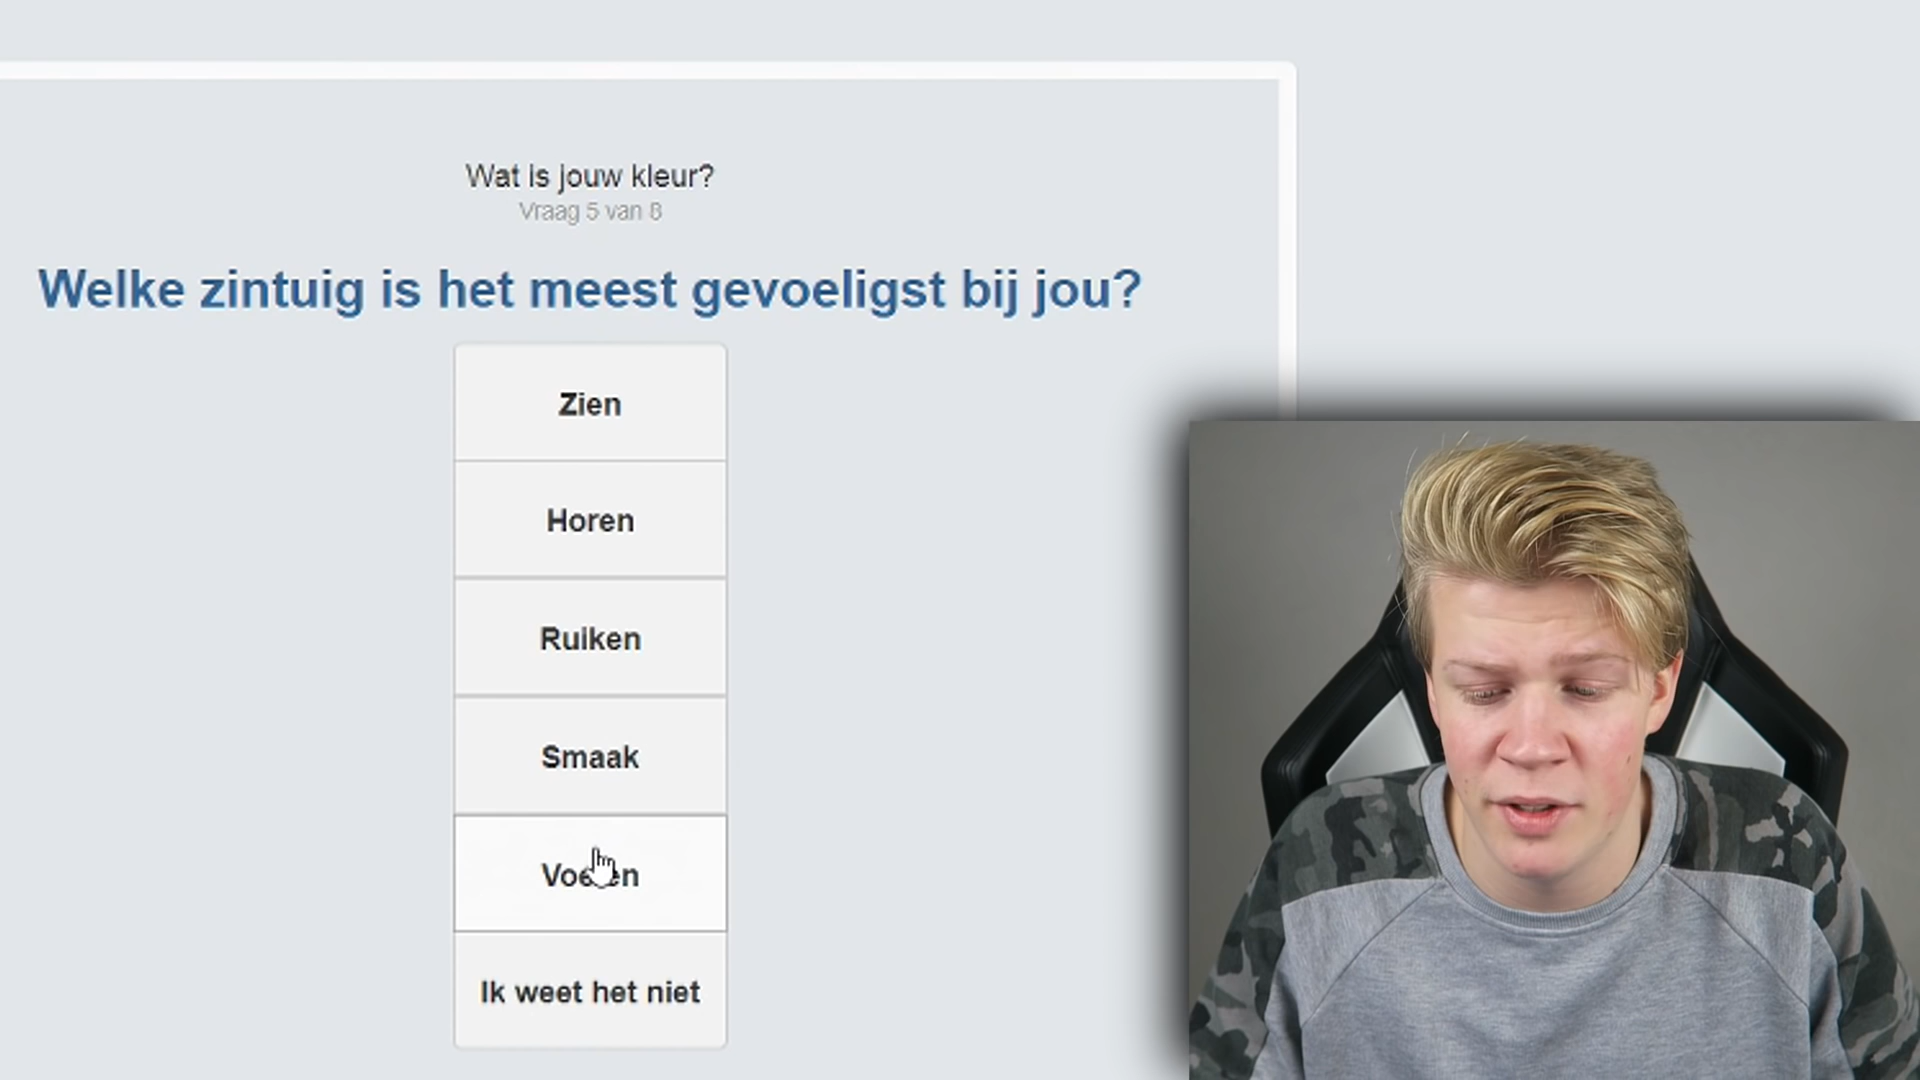 Wat is jouw kleur?
Vraag 5 van 8
Welke zintuig is het meest gevoeligst bij jou?
Zien
Horen
Ruiken
Smaak
Voelen
Ik weet het niet